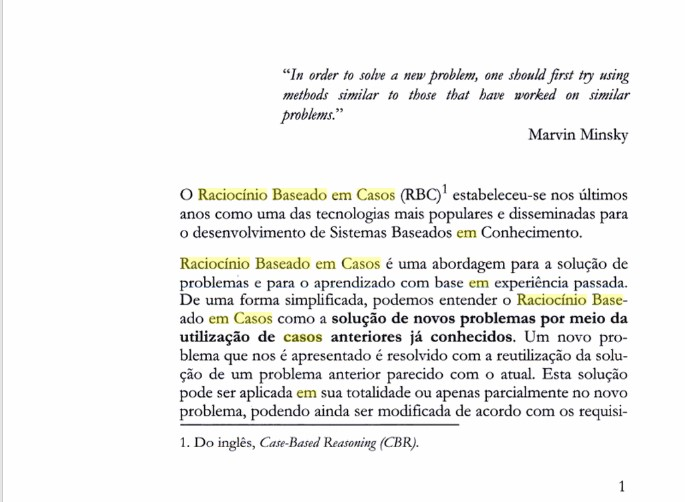 “In order to solve a new problem, one should first try using
methods similar to those that have worked on similar
problems.”
Marvin Minsky
O Raciocínio Baseado em Casos (RBC)1 estabeleceu-se nos últimos
anos como uma das tecnologias mais populares e disseminadas para
o desenvolvimento de Sistemas Baseados em Conhecimento.
Raciocínio Baseado em Casos é uma abordagem para a solução de
problemas e para o aprendizado com base em experiência passada.
De uma forma simplificada, podemos entender o Raciocínio Base-
ado em Casos como a solução de novos problemas por meio da
utilização de casos anteriores já conhecidos. Um novo pro-
blema que nos é apresentado é resolvido com a reutilização da solu-
ção de um problema anterior parecido com o atual. Esta solução
pode ser aplicada em sua totalidade ou apenas parcialmente no novo
problema, podendo ainda ser modificada de acordo com os requisi-
1. Do inglês, Case-Based Reasoning (CBR).
1